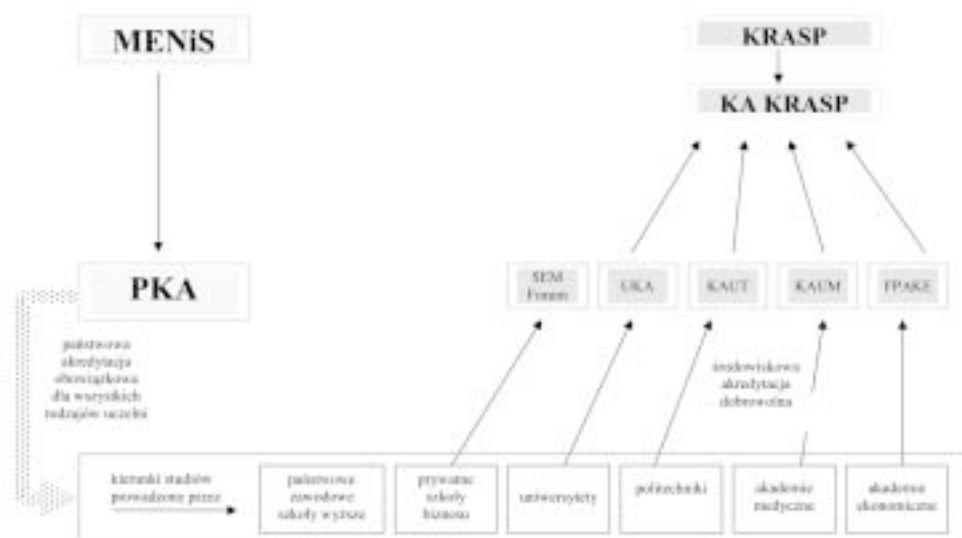 MENiS
KRASP
KA KRASP
PKA
SEM
Forum
UKA
KAUT
KAUM
FPAKE
państwowa
akredytacja
obowiązkowa
dla wszystkich
rodzajów uczelni
środowiskowa
akredytacja
dobrowolna
kierunki studiów
prowadzone przez
państwowe
zawodowe
szkoły wyższe
prywatne
szkoły
biznesu
uniwersytety
politechniki
akademie
medyczne
akademie
ekonomiczne